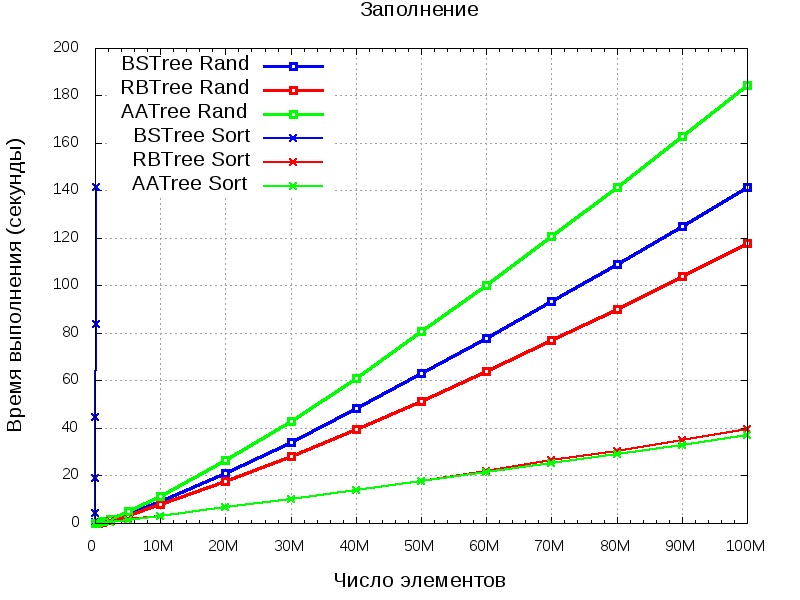 Заполнение
Время выполнения (секунды)
200
180
160
140
120
100
80
60
40
20
0
BSTree Rand
RBTree Rand
AATree Rand
BSTree Sort
RBTree Sort
AATree Sort
0 10M 20M 30M 40M 50M 60M 70M 80M 90M 100M
Число элементов